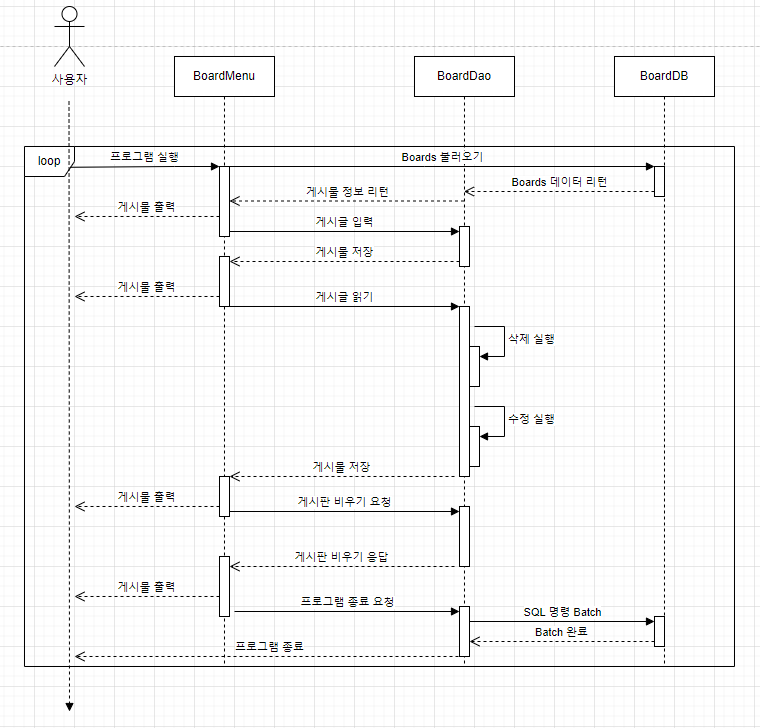 사용자
BoardMenu
BoardDao
BoardDB
loop
프로그램 실행
Boards 불러오기
Boards 데이터 리턴
게시물 정보 리턴
게시물 출력
게시글 입력
게시물 저장
게시물 출력
게시글 읽기
삭제 실행
수정 실행
게시물 저장
게시물 출력
게시판 비우기 요청
게시판 비우기 응답
게시물 출력
프로그램 종료 요청
SQL 명령 Batch
Batch 완료
프로그램 종료